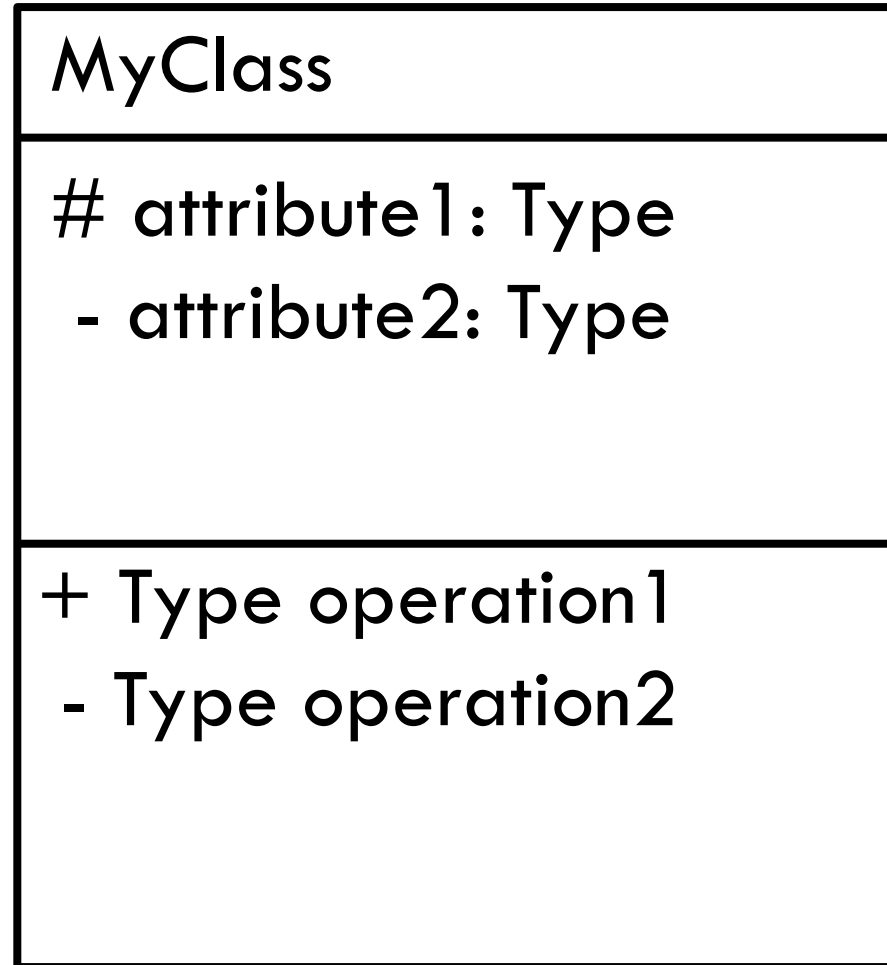 MyClass
# attribute1: Type
- attribute2: Type
+ Type operation1
- Type operation2